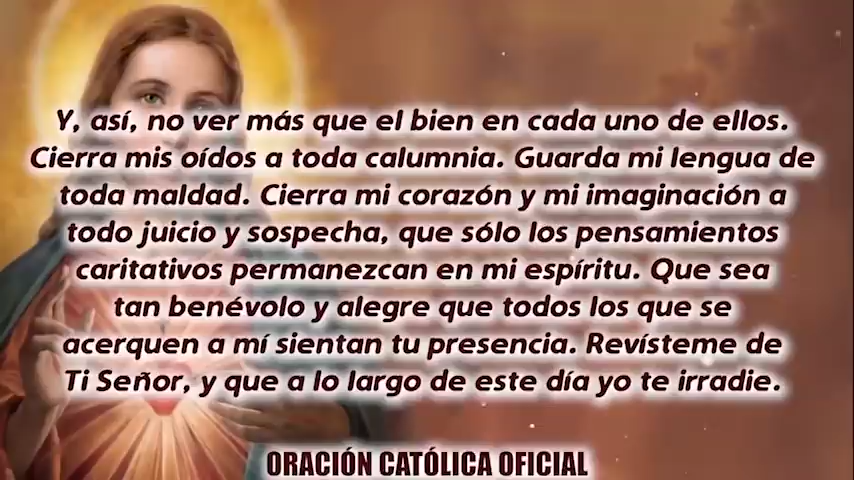 Y, así, no ver más que el bien en cada uno de ellos.
Cierra mis oídos a toda calumnia. Guarda mi lengua de
toda maldad. Cierra mi corazón y mi imaginación a
todo juicio y sospecha, que sólo los pensamientos
caritativos permanezcan en mi espíritu. Que sea
tan benévolo y alegre que todos los que se
acerquen a mí sientan tu presencia. Revísteme de
Ti Señor, y que a lo largo de este día yo te irradie.
ORACIÓN CATÓLICA OFICIAL